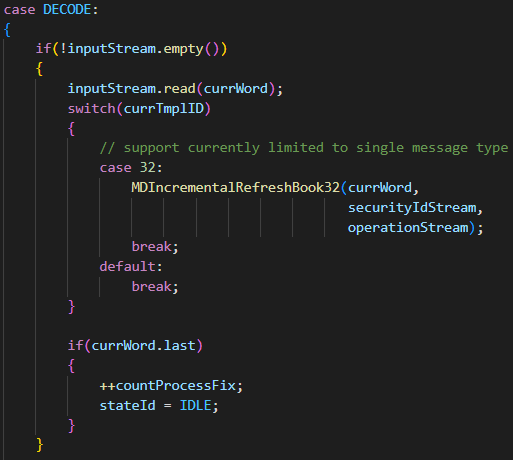 case DECODE:
{
    if(!inputStream.empty())
    {
        inputStream.read(currWord);
        switch(currTmplID)
        {
            // support currently limited to single message type
            case 32:
                MDIncrementalRefreshBook32(currWord,
                                           securityIdStream,
                                           operationStream);
                break;
            default:
                break;
        }

        if(currWord.last)
        {
            ++countProcessFix;
            stateId = IDLE;
        }
    }